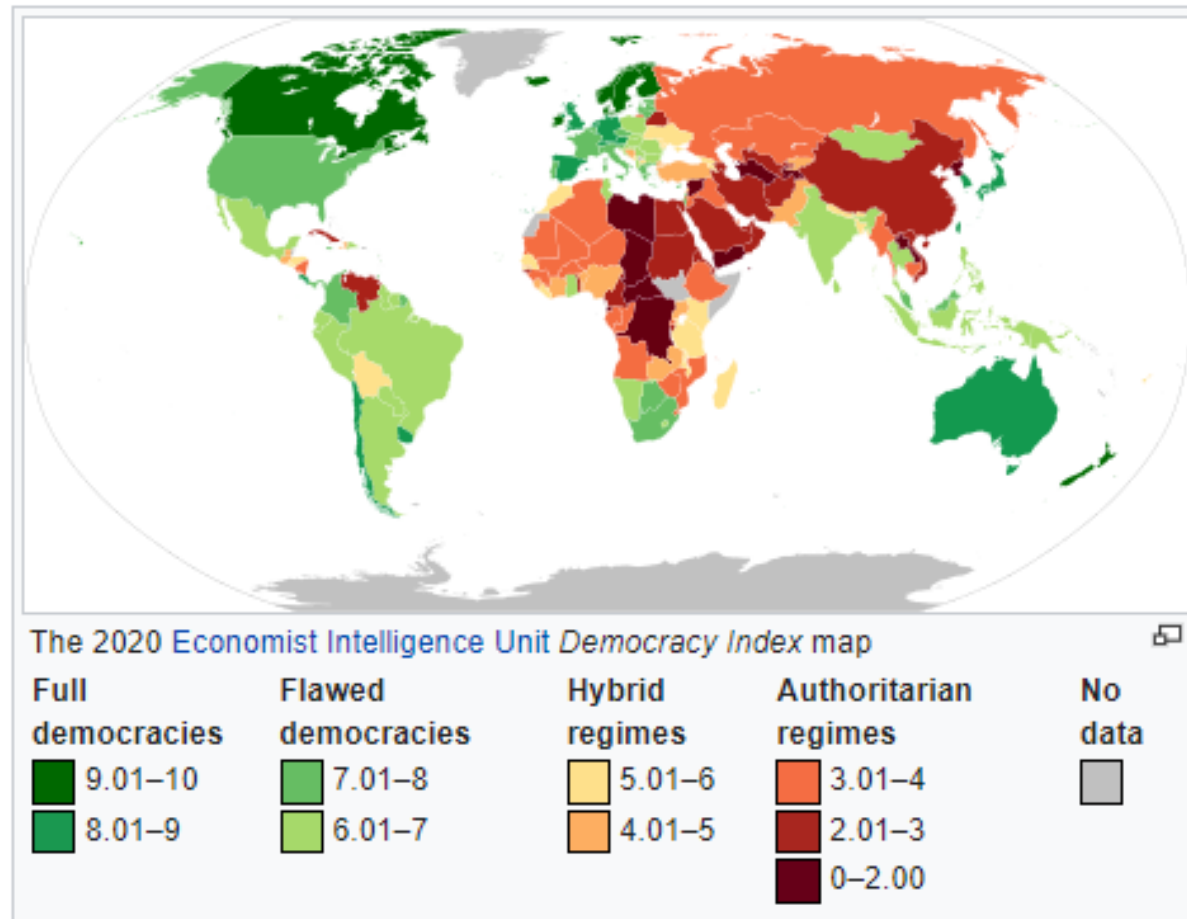 The 2020 Economist Intelligence Unit Democracy Index map
Full democracies
9.01–10
8.01–9
Flawed democracies
7.01–8
6.01–7
Hybrid regimes
5.01–6
4.01–5
Authoritarian regimes
3.01–4
2.01–3
0–2.00
No data